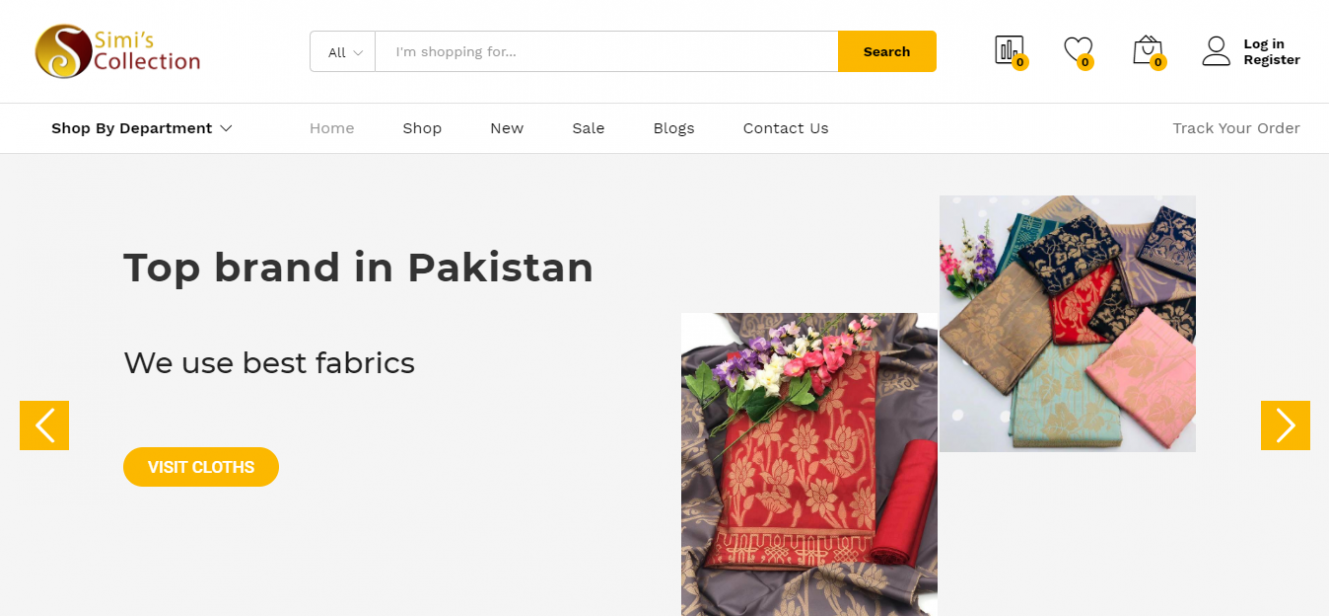 Simi's
Collection
All
I'm shopping for...
Search
0
0
0
Log in
Register
Shop By Department
Home
Shop
New
Sale
Blogs
Contact Us
Track Your Order
Top brand in Pakistan
We use best fabrics
VISIT CLOTHS